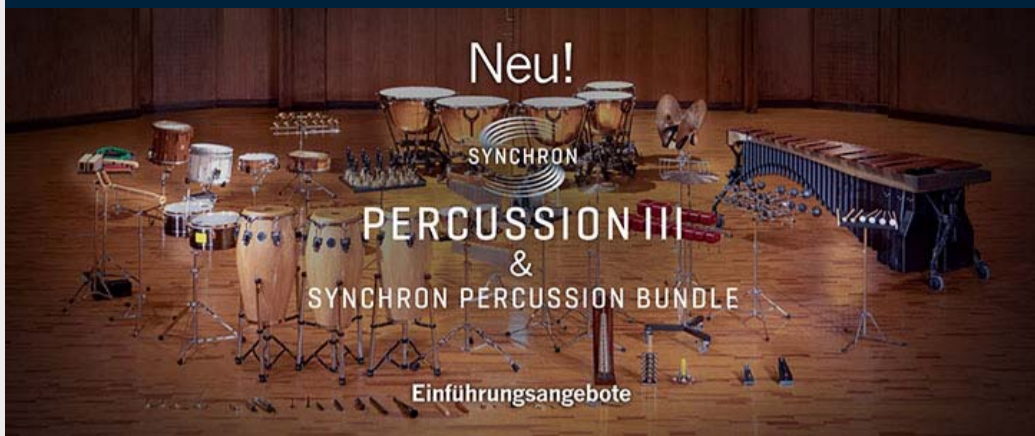 Neu!
SYNCHRON
PERCUSSION III
&
SYNCHRON PERCUSSION BUNDLE
Einführungsangebote